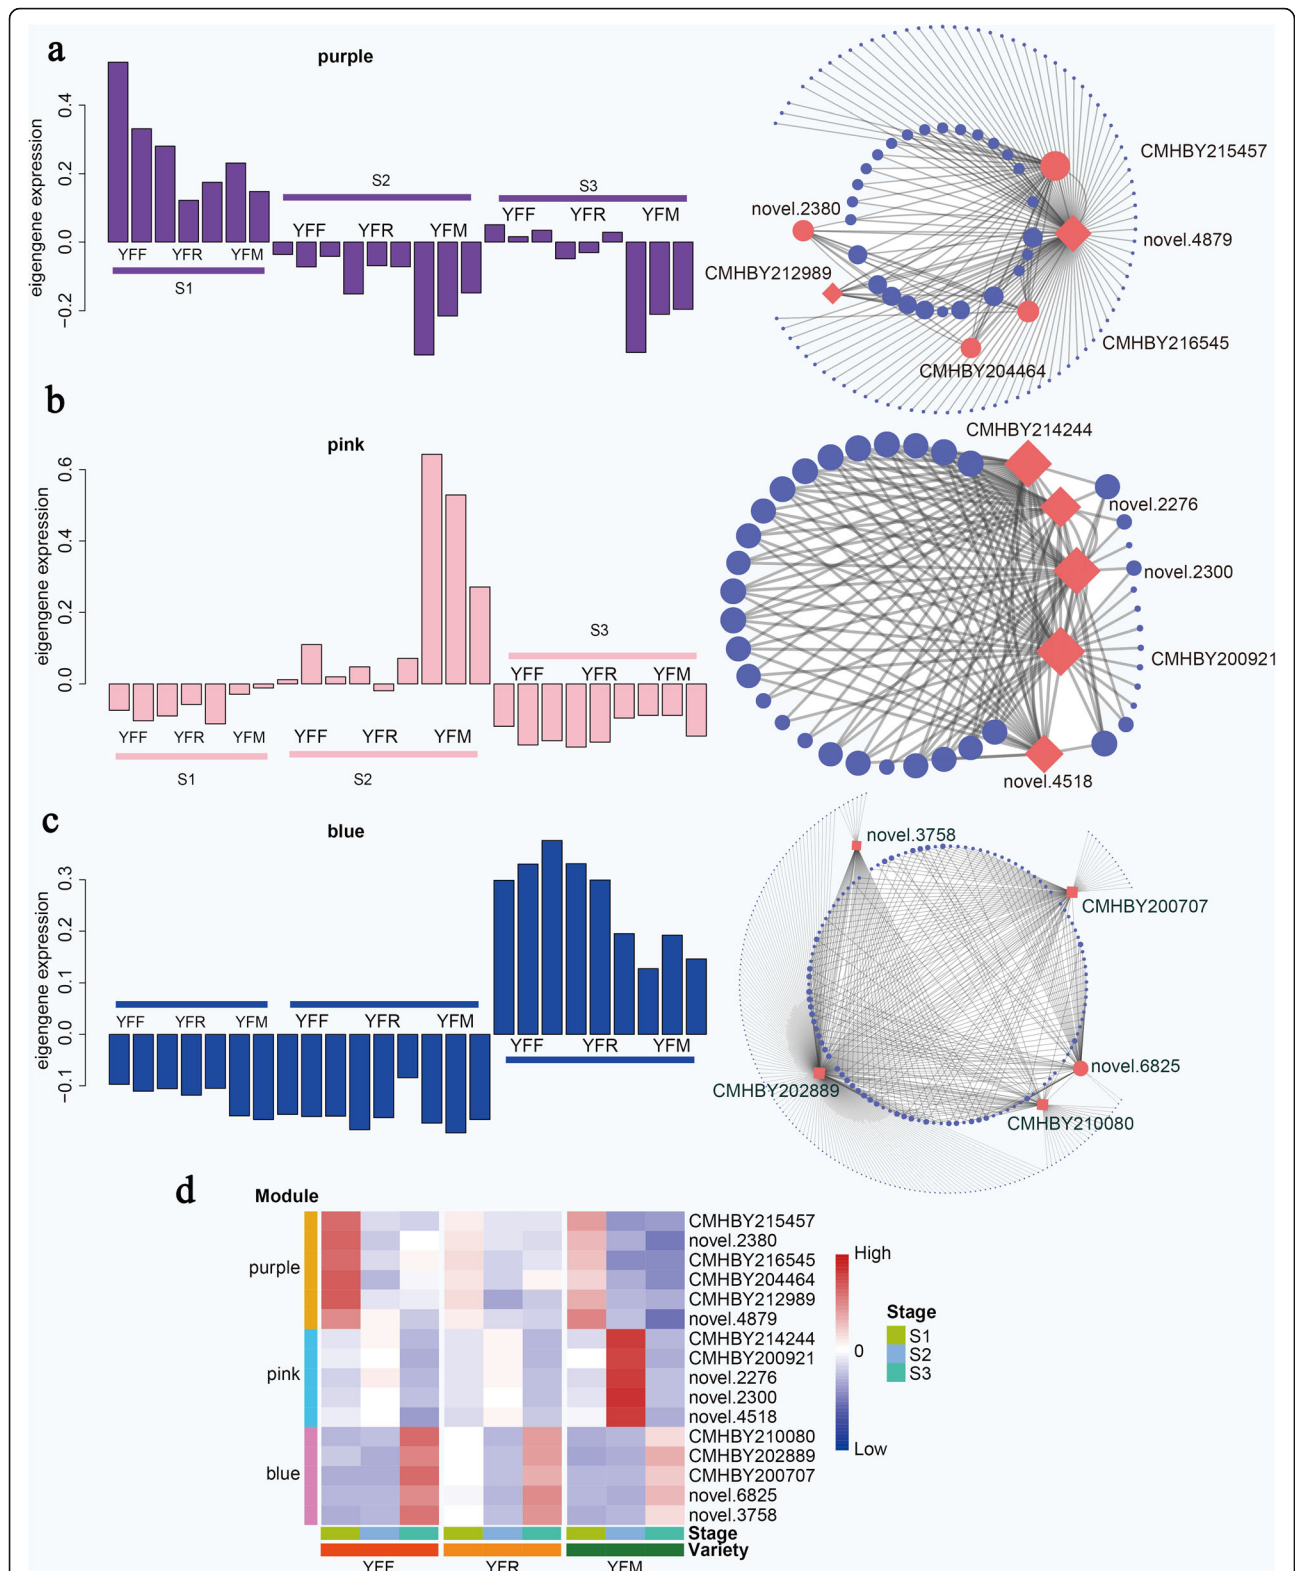 a
purple
eigengene expression
0.4
0.2
0.0
−0.2
YFF YFR YFM
S1
S2
YFF YFR YFM
S3
YFF YFR YFM
CMHBY215457
novel.2380
novel.4879
CMHBY212989
CMHBY216545
CMHBY204464
b
pink
eigengene expression
0.6
0.4
0.2
0.0
YFF YFR YFM
S1
YFF YFR YFM
S2
S3
YFF YFR YFM
CMHBY214244
novel.2276
novel.2300
CMHBY200921
novel.4518
c
blue
eigengene expression
0.3
0.2
0.1
0.0
−0.1
YFF YFR YFM
YFF YFR YFM
YFF YFR YFM
novel.3758
CMHBY200707
novel.6825
CMHBY202889
CMHBY210080
d
Module
purple
pink
blue
CMHBY215457
novel.2380
CMHBY216545
CMHBY204464
CMHBY212989
novel.4879
CMHBY214244
CMHBY200921
novel.2276
novel.2300
novel.4518
CMHBY210080
CMHBY202889
CMHBY200707
novel.6825
novel.3758
Stage
Variety
YFF YFR YFM
High
0
Low
Stage
S1
S2
S3